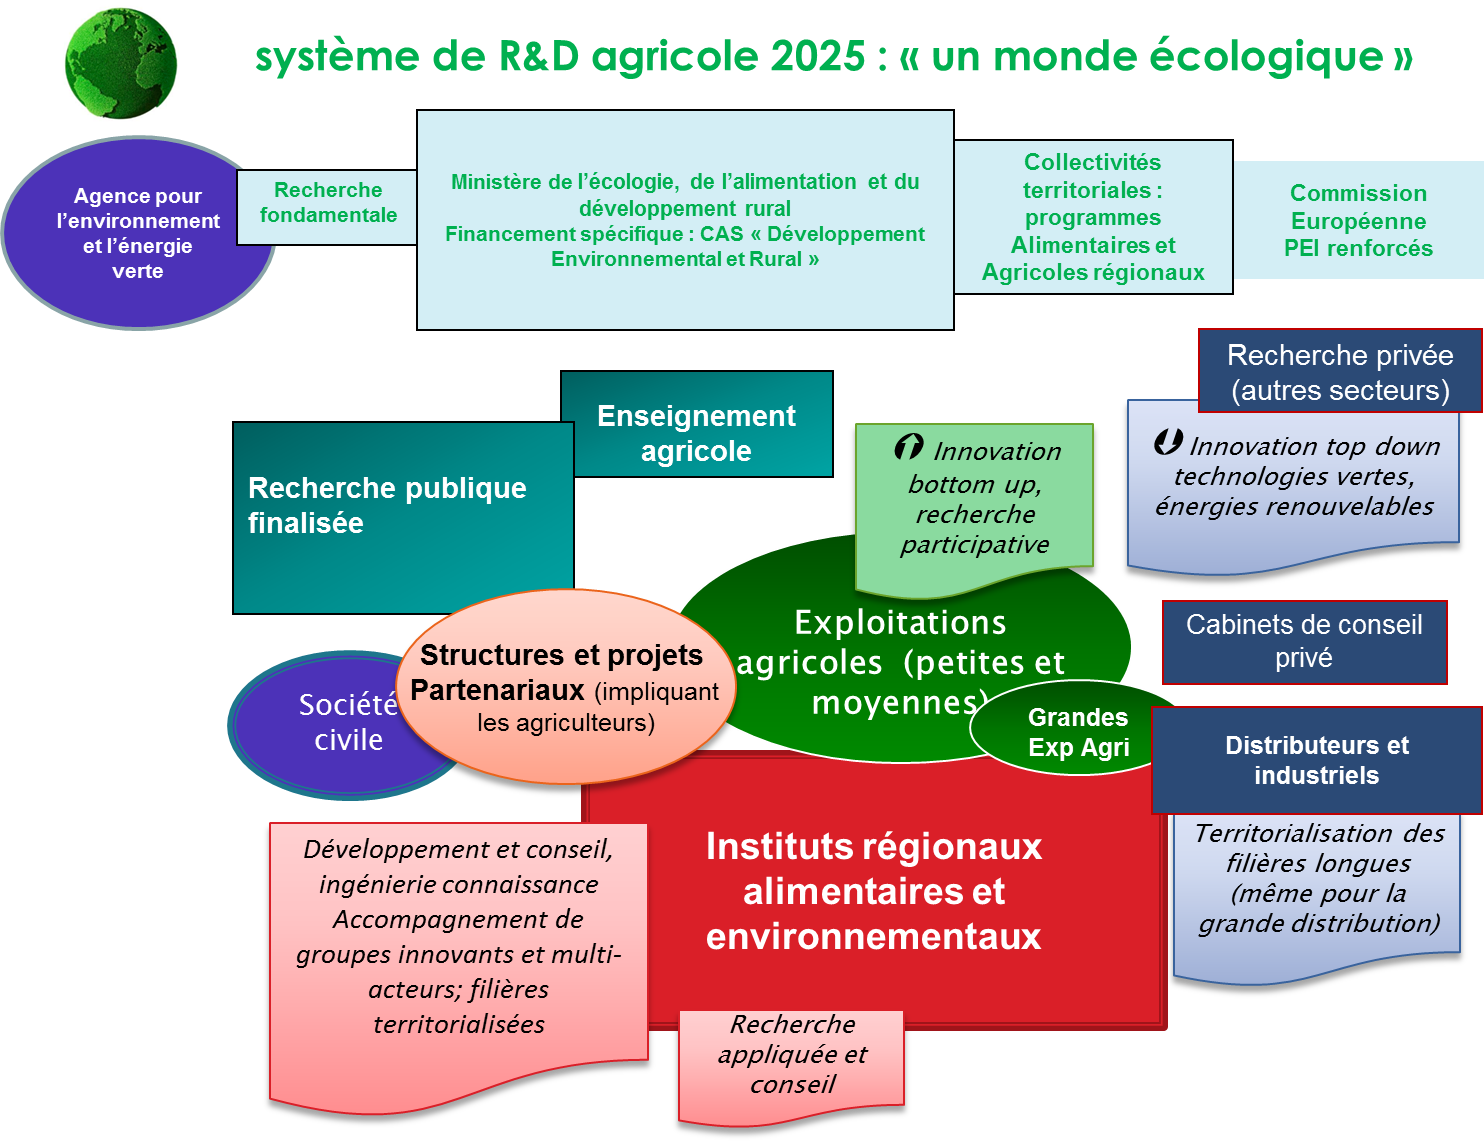 système de R&D agricole 2025 : « un monde écologique »
Agence pour
l'environnement
et l'énergie
verte
Recherche
fondamentale
Ministère de l'écologie, de l'alimentation et du
développement rural
Financement spécifique : CAS « Développement
Environnemental et Rural »
Collectivités
territoriales :
programmes
Alimentaires et
Agricoles régionaux
Commission
Européenne
PEI renforcés
Recherche privée
(autres secteurs)
Innovation top down
technologies vertes,
énergies renouvelables
Enseignement
agricole
Recherche publique
finalisée
Innovation
bottom up,
recherche
participative
Exploitations
agricoles (petites et
moyennes)
Cabinets de conseil
privé
Structures et projets
Partenariaux (impliquant
les agriculteurs)
Société
civile
Grandes
Exp Agri
Distributeurs et
industriels
Territorialisation des
filières longues
(même pour la
grande distribution)
Instituts régionaux
alimentaires et
environnementaux
Développement et conseil,
ingénierie connaissance
Accompagnement de
groupes innovants et multi-
acteurs; filières
territorialisées
Recherche
appliquée et
conseil